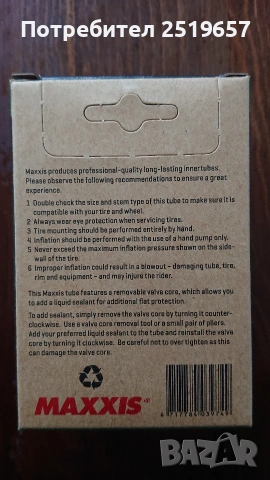 Потребител 2519657
Maxxis produces professional-quality long-lasting innertubes.
Please observe the following recommendations to ensure a great
experience.
1 Double check the size and stem type of this tube to make sure it is
compatible with your tire and wheel.
2 Always wear eye protection when servicing tires.
3 Tire mounting should be performed entirely by hand.
4 Inflation should be performed with the use of a hand pump only.
5 Never exceed the maximum inflation pressure shown on the side-
wall of the tire.
6 Improper inflation could result in a blowout – damaging tube, tire,
rim and equipment – and may injure the rider.
This Maxxis tube features a removable valve core, which allows you
to add a liquid sealant for additional flat protection.
To add sealant, simply remove the valve core by turning it counter-
clockwise. Use a valve core removal tool or a small pair of pliers.
Add your preferred liquid sealant to the tube and reinstall the valve
core by turning it clockwise. Be careful not to over tighten as this
can damage the valve core.
MAXXIS®
4 717784 039749
BAZAR